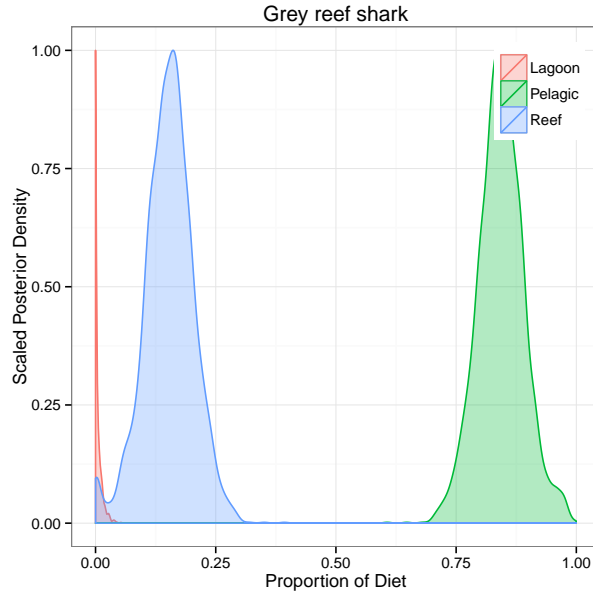 Grey reef shark
Scaled Posterior Density
1.00
0.75
0.50
0.25
0.00
Lagoon
Pelagic
Reef
0.00 0.25 0.50 0.75 1.00
Proportion of Diet